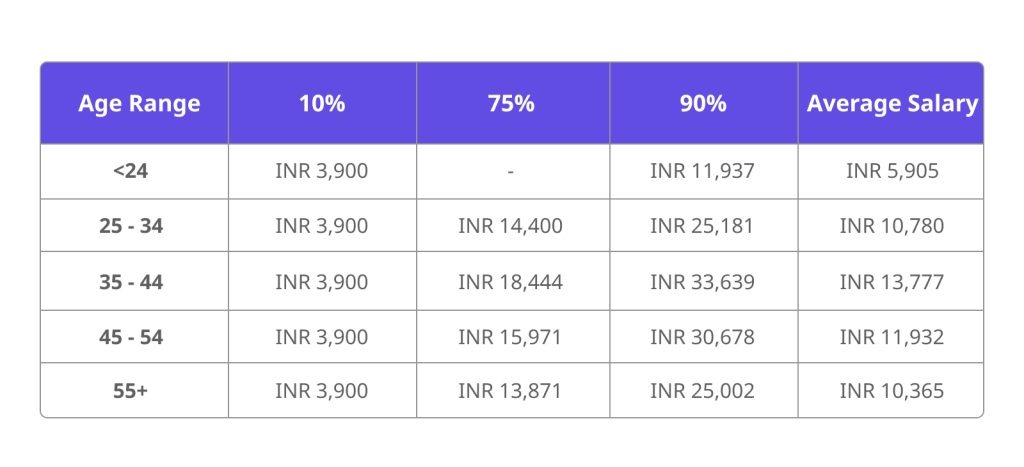 Age Range 10% 75% 90% Average Salary
<24 INR 3,900 - INR 11,937 INR 5,905
25 - 34 INR 3,900 INR 14,400 INR 25,181 INR 10,780
35 - 44 INR 3,900 INR 18,444 INR 33,639 INR 13,777
45 - 54 INR 3,900 INR 15,971 INR 30,678 INR 11,932
55+ INR 3,900 INR 13,871 INR 25,002 INR 10,365